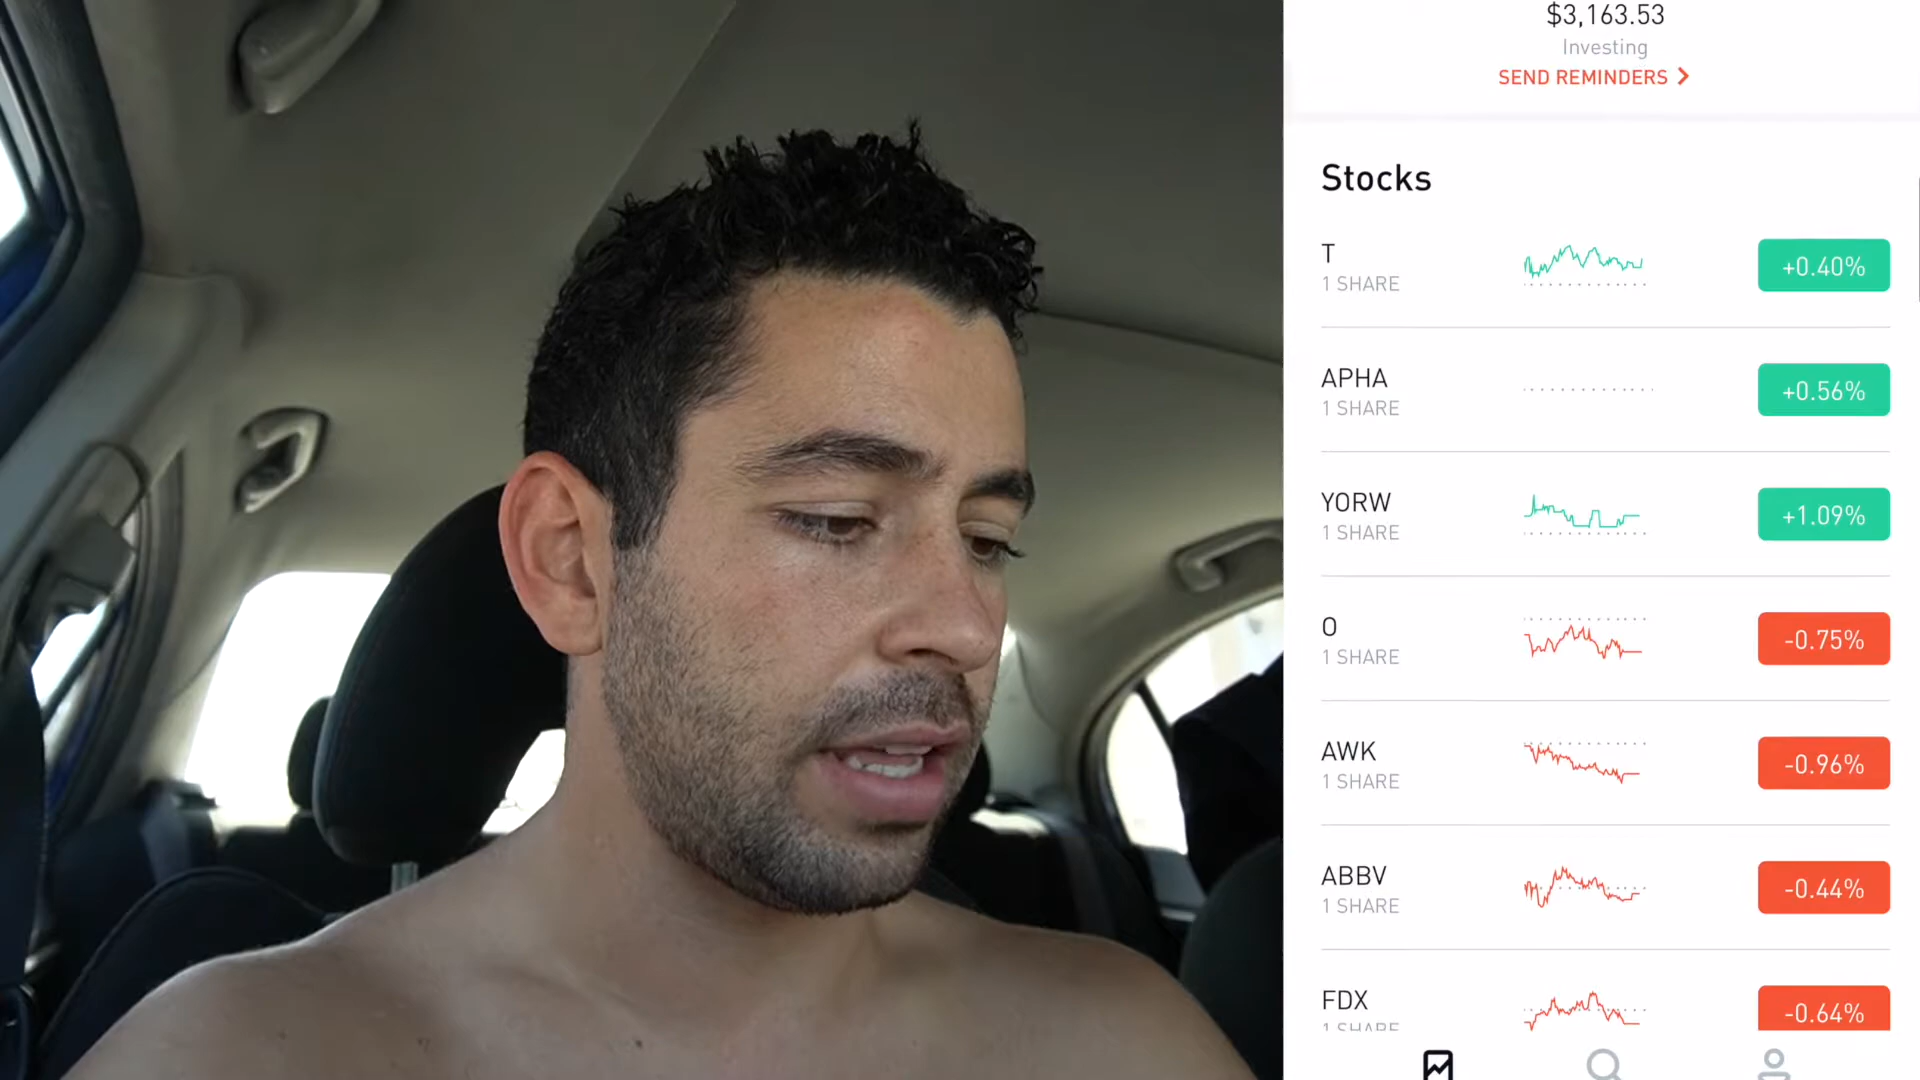 $3,163.53
Investing
SEND REMINDERS
Stocks
T
1 SHARE
+0.40%
APHA
1 SHARE
+0.56%
YORW
1 SHARE
+1.09%
O
1 SHARE
-0.75%
AWK
1 SHARE
-0.96%
ABBV
1 SHARE
-0.44%
FDX
1 SHARE
-0.64%